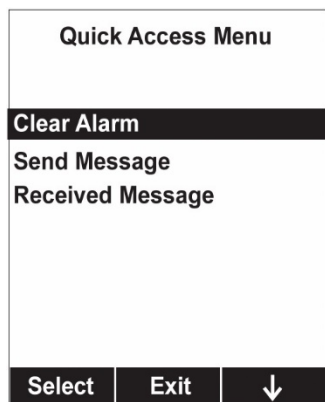 Quick Access Menu
Clear Alarm
Send Message
Received Message
Select Exit ↓